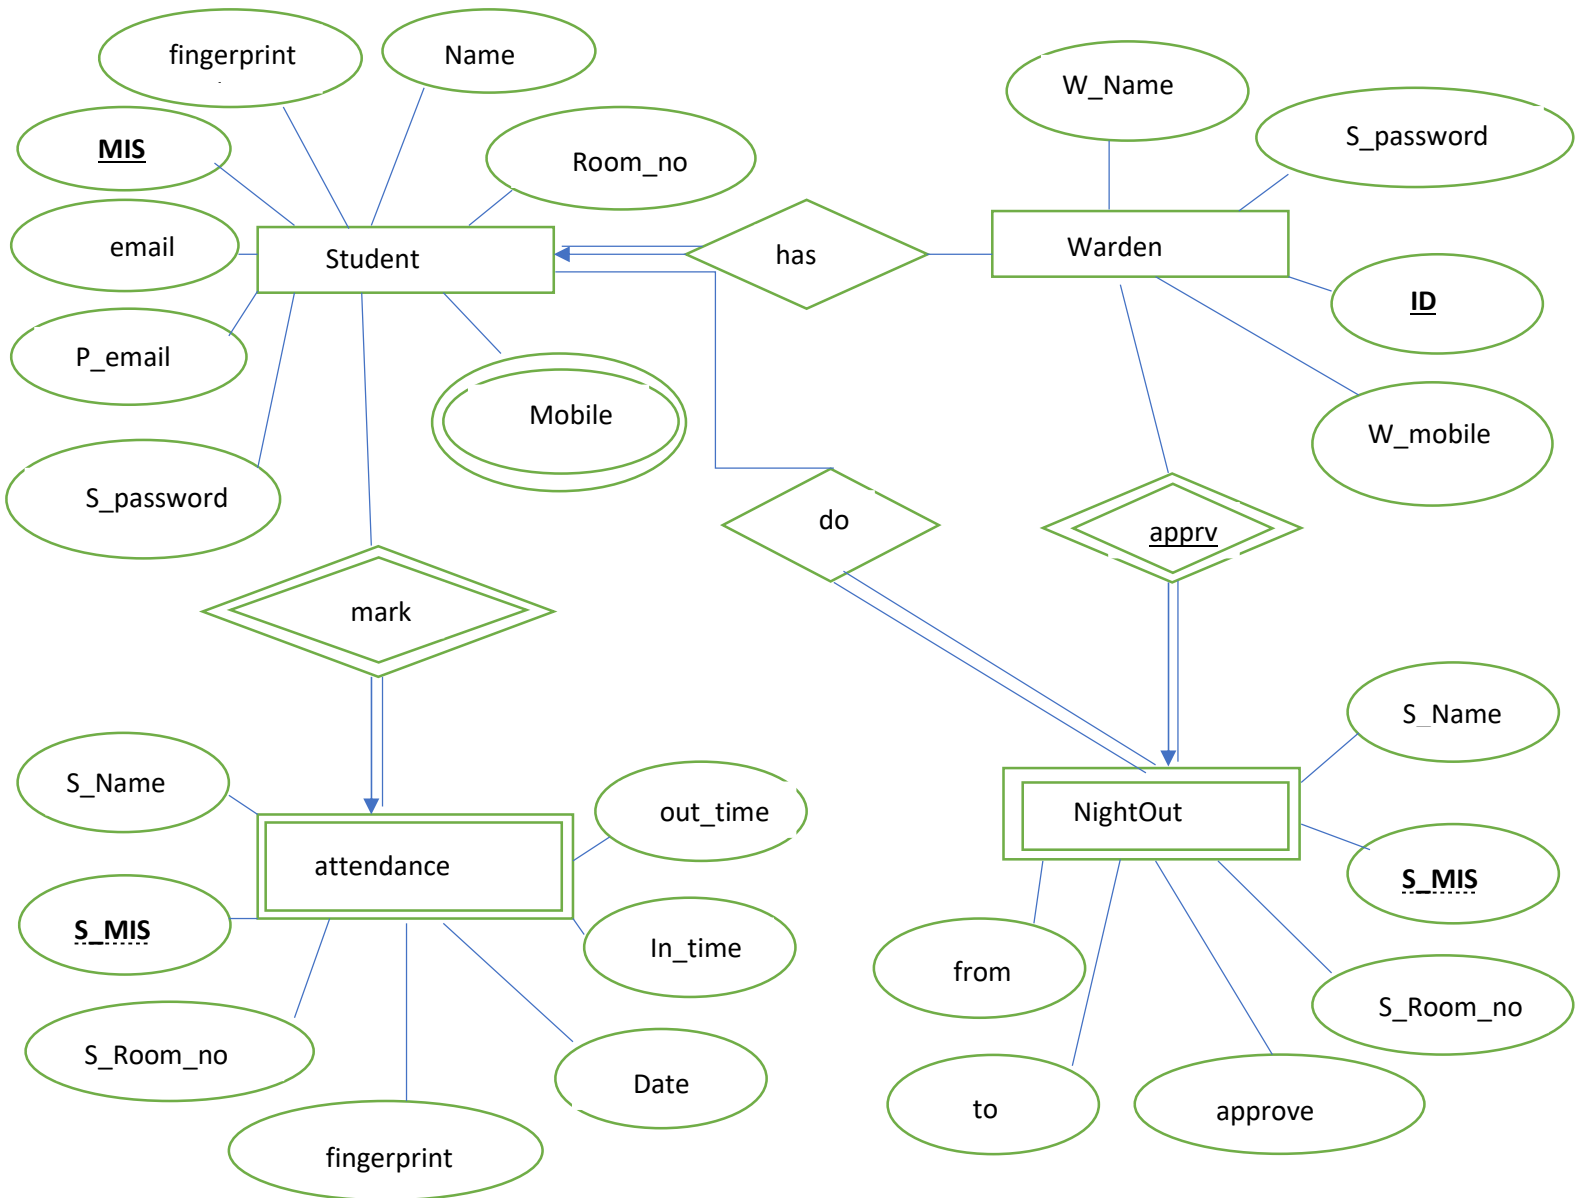 fingerprint
Name
W_Name
S_password
MIS
Room_no
email
Student
has
Warden
ID
P_email
Mobile
W_mobile
S_password
do
apprv
mark
S_Name
S_Name
out_time
NightOut
attendance
S_MIS
S_MIS
In_time
from
S_Room_no
S_Room_no
Date
to
approve
fingerprint